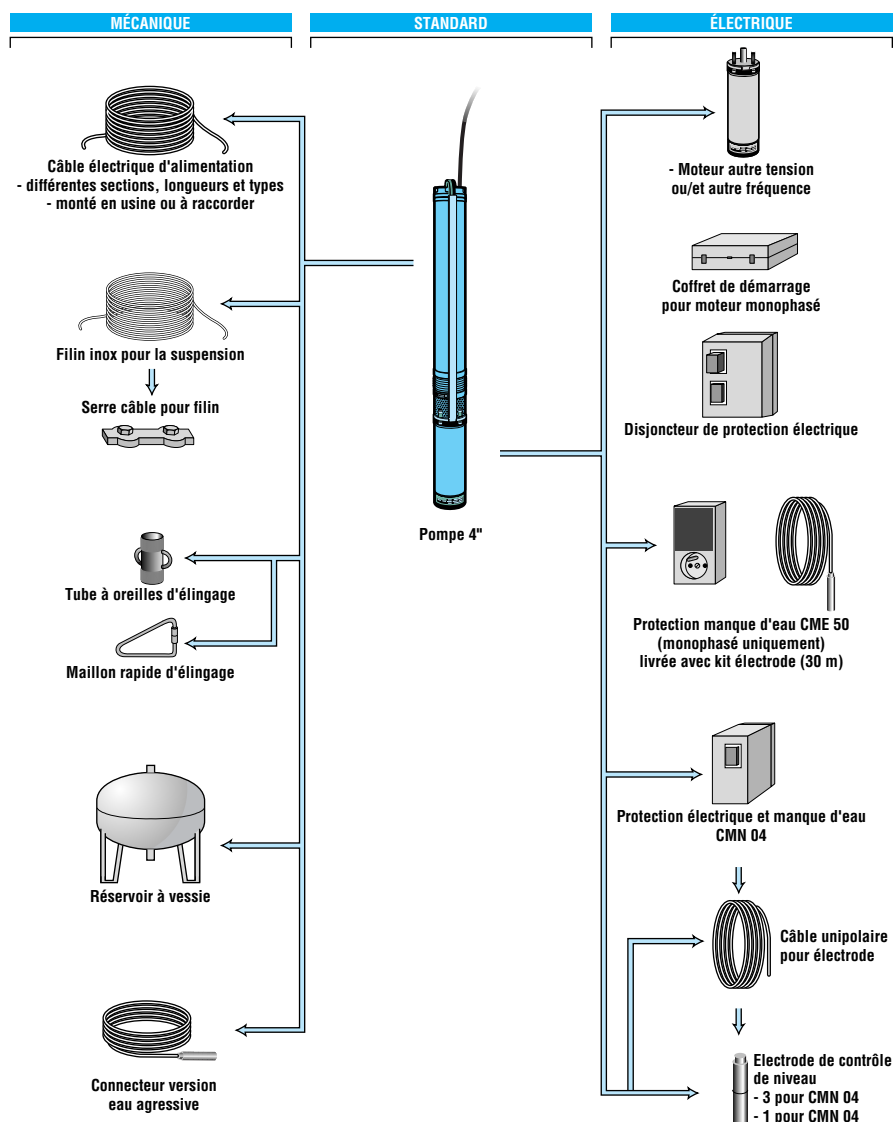 MÉCANIQUE
STANDARD
ÉLECTRIQUE
Câble électrique d'alimentation
- différentes sections, longueurs et types
- monté en usine ou à raccorder
Filin inox pour la suspension
Serre câble pour filin
Tube à oreilles d'élingage
Maillon rapide d'élingage
Réservoir à vessie
Connecteur version
eau agressive
Pompe 4"
- Moteur autre tension
ou/et autre fréquence
Coffret de démarrage
pour moteur monophasé
Disjoncteur de protection électrique
Protection manque d'eau CME 50
(monophasé uniquement)
livrée avec kit électrode (30 m)
Protection électrique et manque d'eau
CMN 04
Câble unipolaire
pour électrode
Electrode de contrôle
de niveau
- 3 pour CMN 04
- 1 pour CMN 04